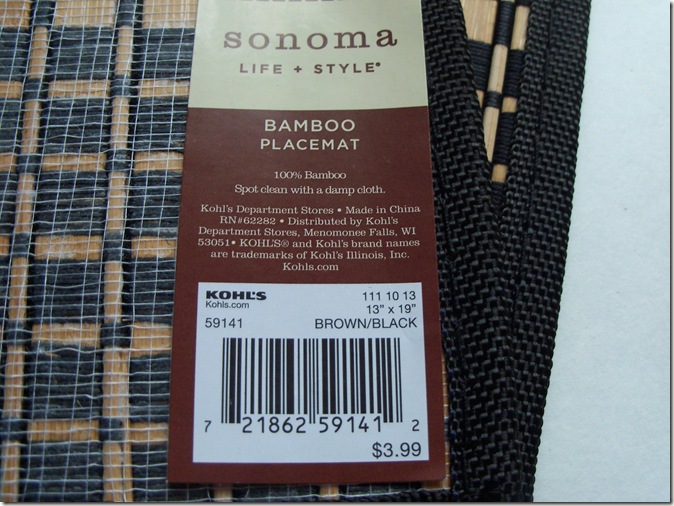 sonoma
LIFE + STYLE®
BAMBOO
PLACEMAT
100% Bamboo
Spot clean with a damp cloth.
Kohl's Department Stores • Made in China
RN#62282 • Distributed by Kohl's
Department Stores, Menomonee Falls, WI
53051• KOHL'S® and Kohl's brand names
are trademarks of Kohl's Illinois, Inc.
Kohls.com
KOHL'S 111 10 13
Kohls.com 13" x 19"
59141 BROWN/BLACK
7 21862 59141 2
$3.99